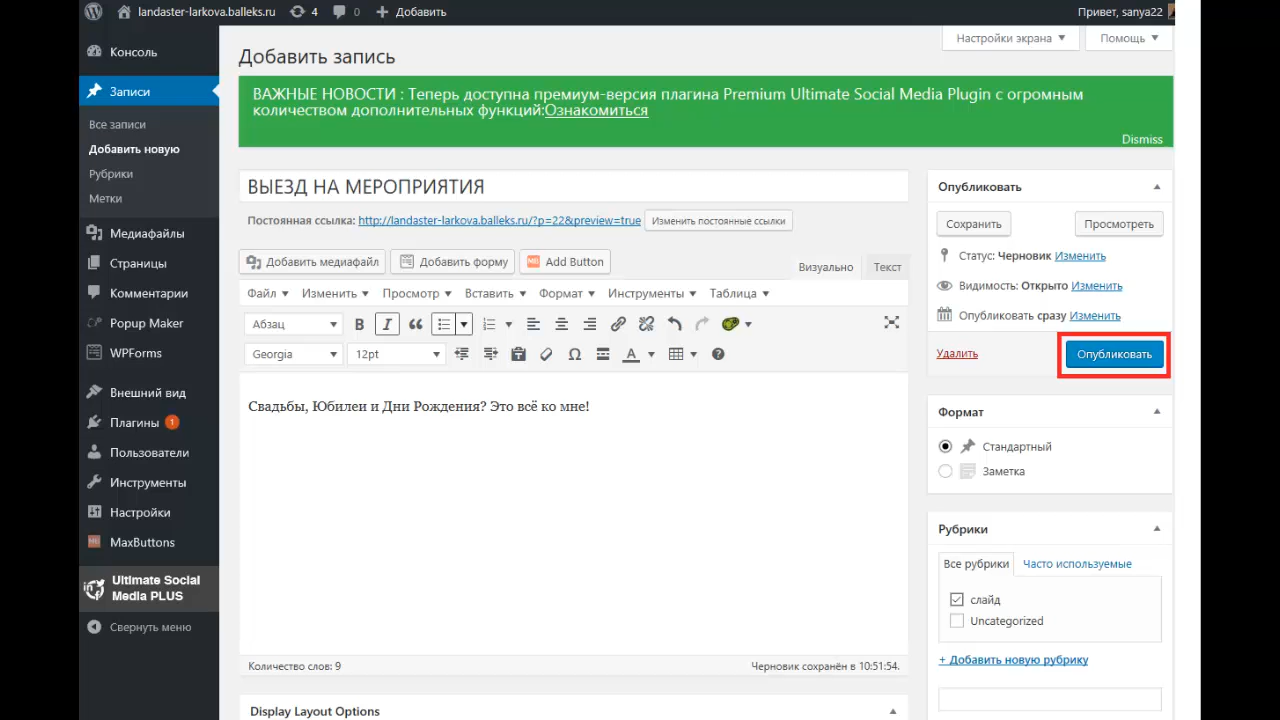 landaster-larkova.balleks.ru 4 0 Добавить Привет, sanya22
Консоль
Записи
Все записи
Добавить новую
Рубрики
Метки
Медиафайлы
Страницы
Комментарии
Popup Maker
WPForms
Внешний вид
Плагины 1
Пользователи
Инструменты
Настройки
MaxButtons
Ultimate Social
Media PLUS
Свернуть меню
Настройки экрана Помощь
Добавить запись
ВАЖНЫЕ НОВОСТИ : Теперь доступна премиум-версия плагина Premium Ultimate Social Media Plugin с огромным
количеством дополнительных функций:Ознакомиться
Dismiss
ВЫЕЗД НА МЕРОПРИЯТИЯ
Постоянная ссылка: http://landaster-larkova.balleks.ru/?p=22&preview=true Изменить постоянные ссылки
Добавить медиафайл Добавить форму Add Button Визуально Текст
Файл Изменить Просмотр Вставить Формат Инструменты Таблица
Абзац B I
Georgia 12pt
Свадьбы, Юбилеи и Дни Рождения? Это всё ко мне!
Количество слов: 9 Черновик сохранён в 10:51:54.
Display Layout Options
Опубликовать
Сохранить Просмотреть
Статус: Черновик Изменить
Видимость: Открыто Изменить
Опубликовать сразу Изменить
Удалить Опубликовать
Формат
Стандартный
Заметка
Рубрики
Все рубрики Часто используемые
слайд
Uncategorized
+ Добавить новую рубрику